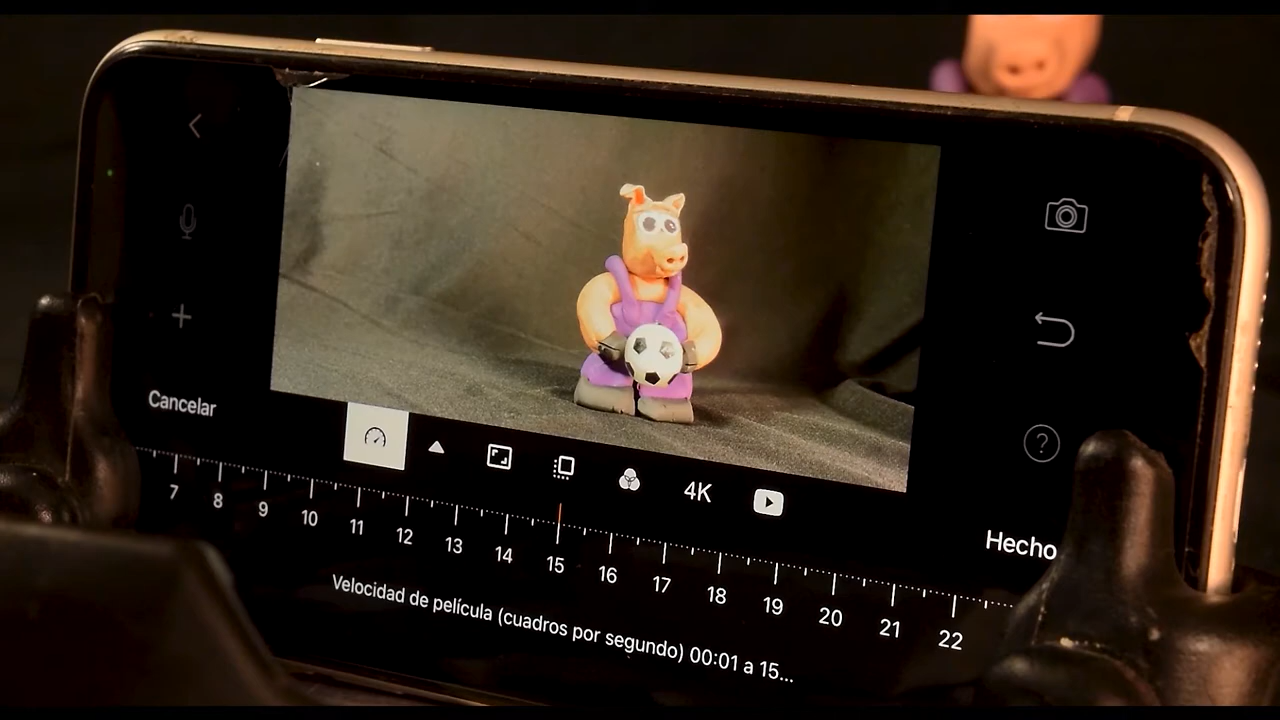 Cancelar
4K
?
Hecho
7 8 9 10 11 12 13 14 15 16 17 18 19 20 21 22
Velocidad de película (cuadros por segundo) 00:01 a 15...